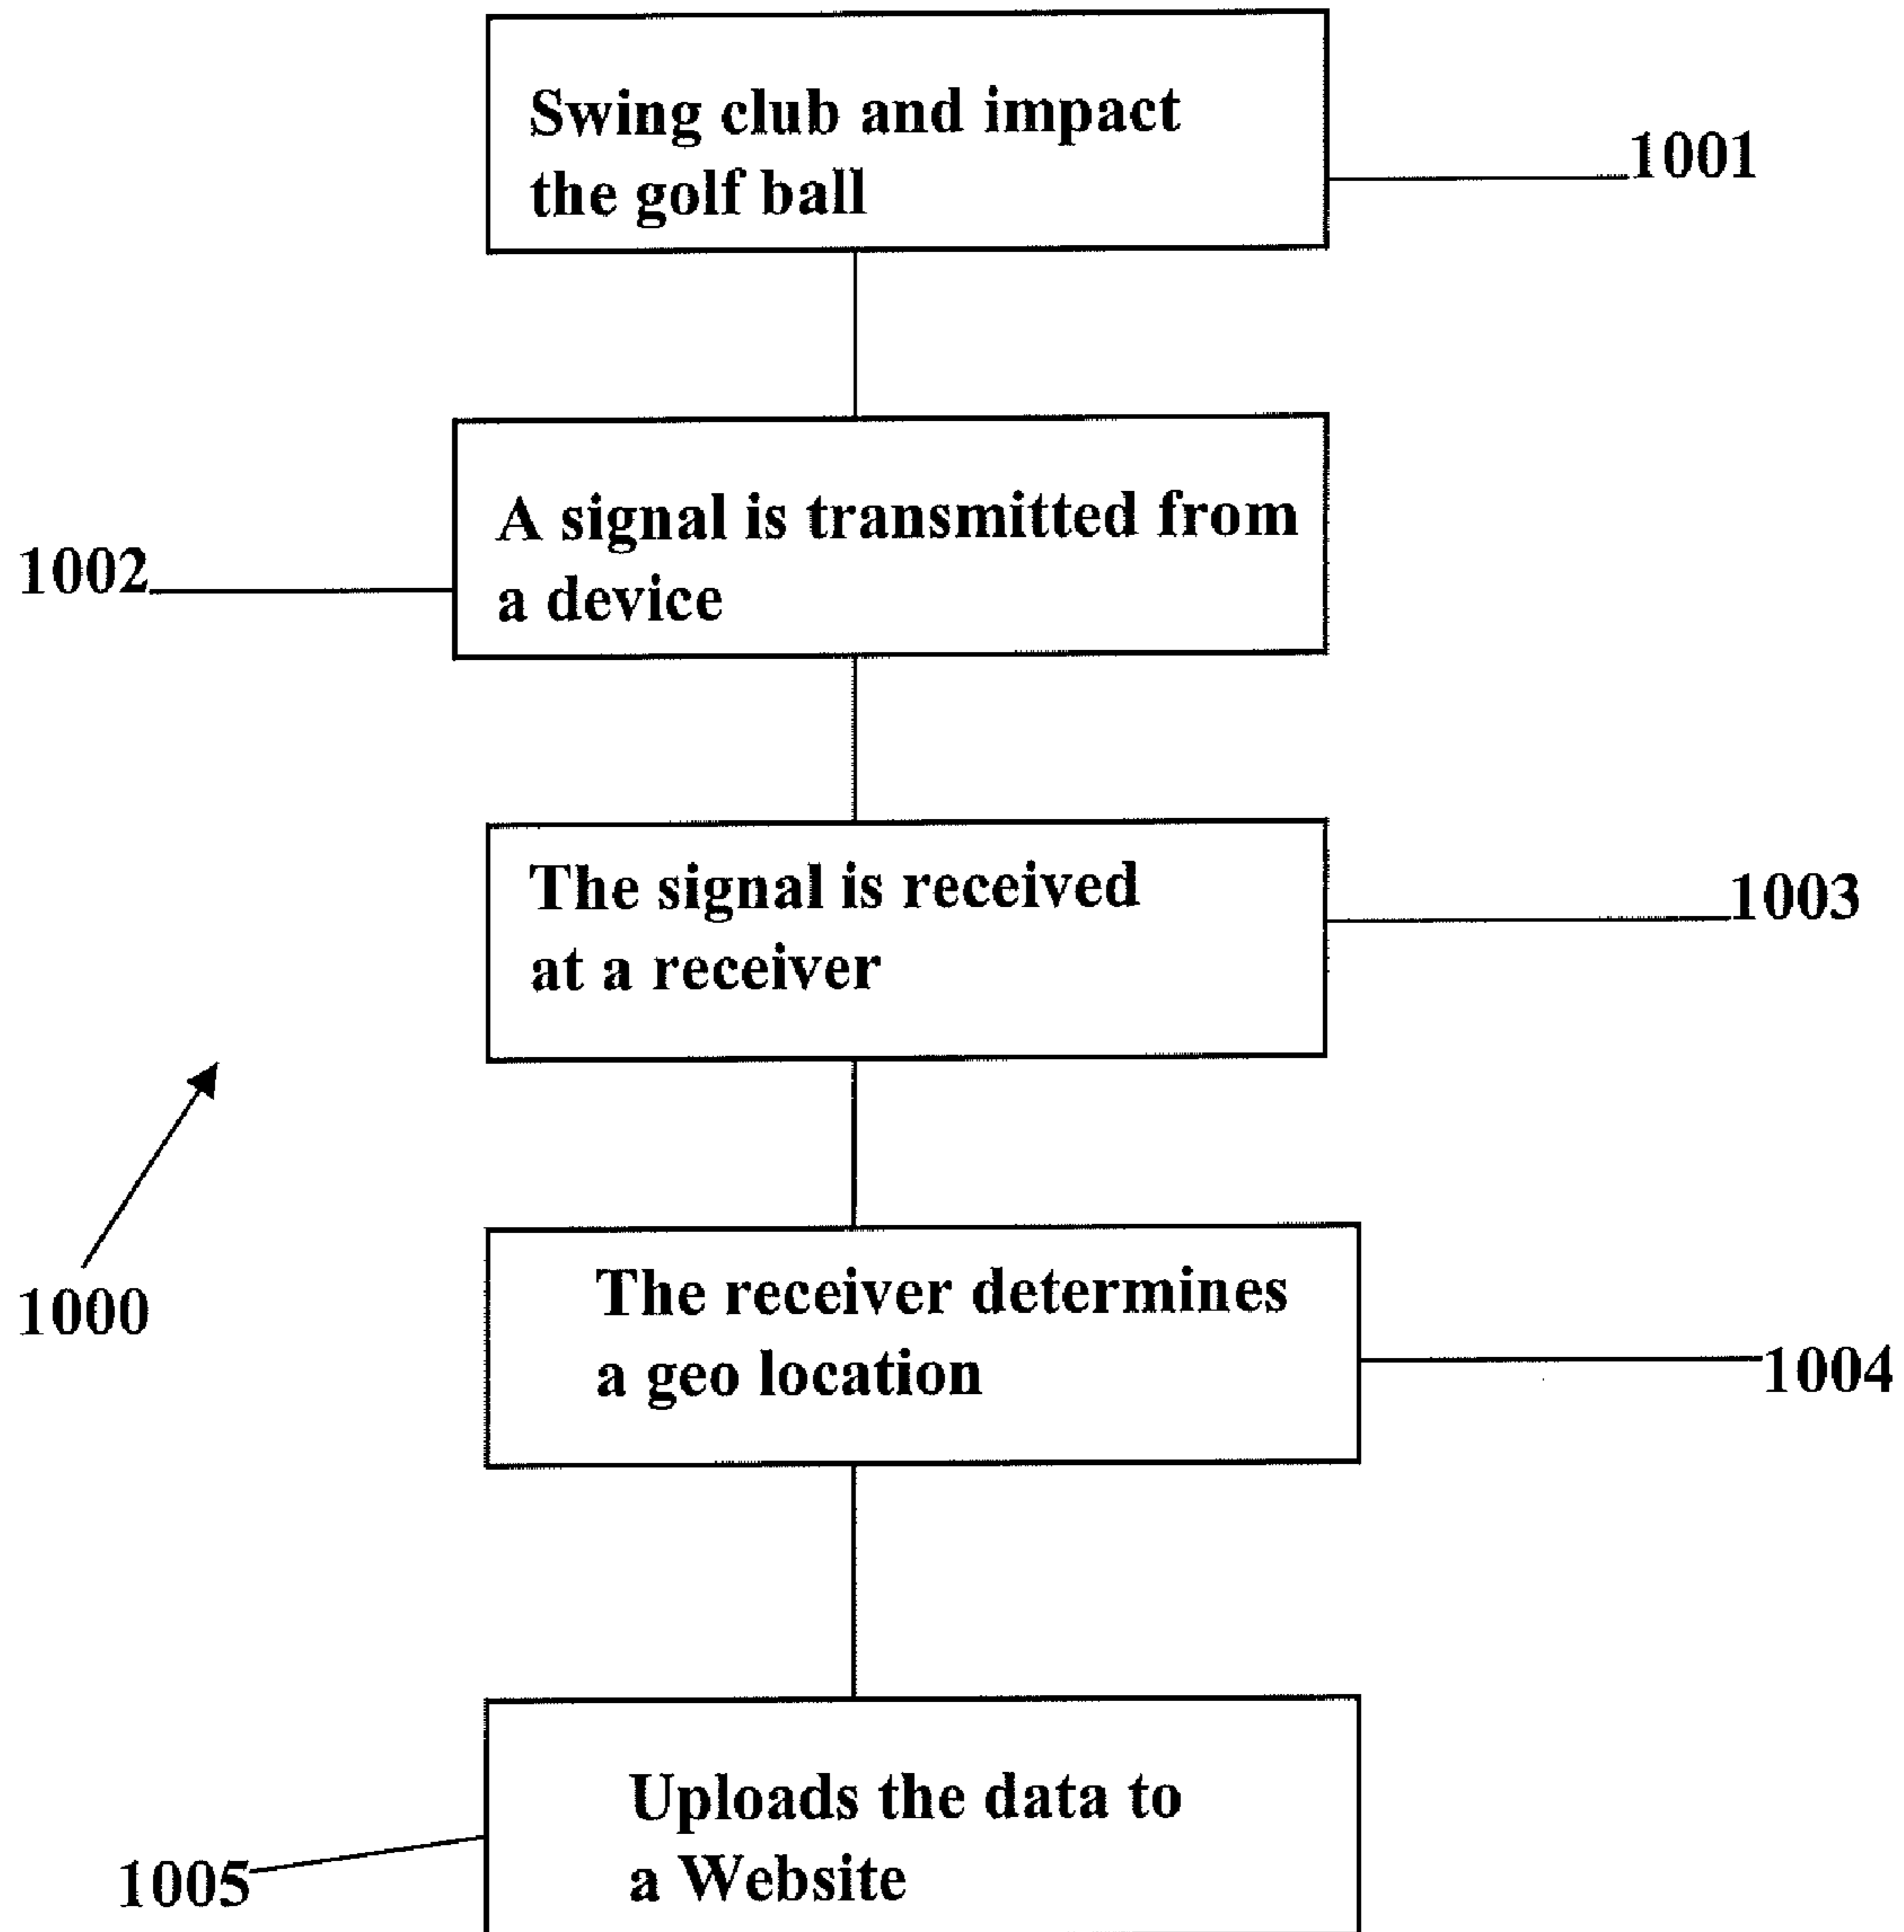 Swing club and impact
the golf ball
1001
A signal is transmitted from
a device
1002
The signal is received
at a receiver
1003
1000
The receiver determines
a geo location
1004
Uploads the data to
a Website
1005